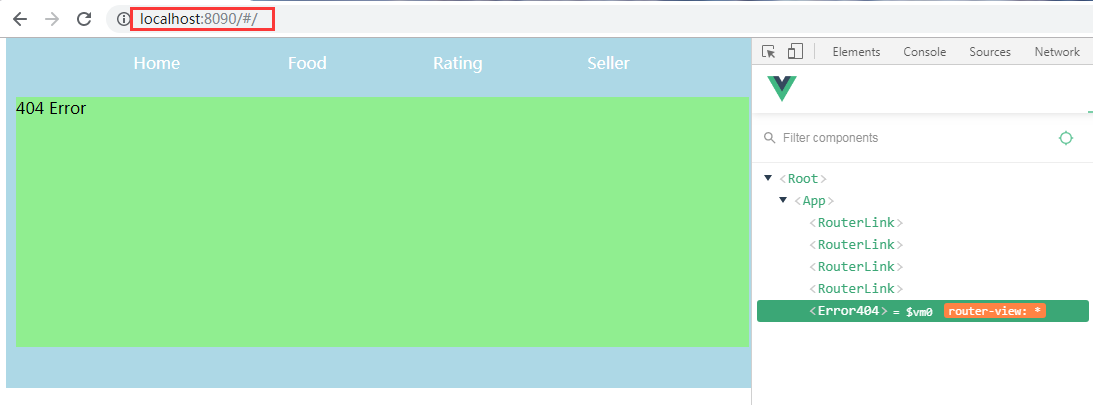 localhost:8090/#/
Home Food Rating Seller
404 Error
Elements Console Sources Network
Filter components
<Root>
<App>
<RouterLink>
<RouterLink>
<RouterLink>
<RouterLink>
<Error404> = $vm0 router-view: *